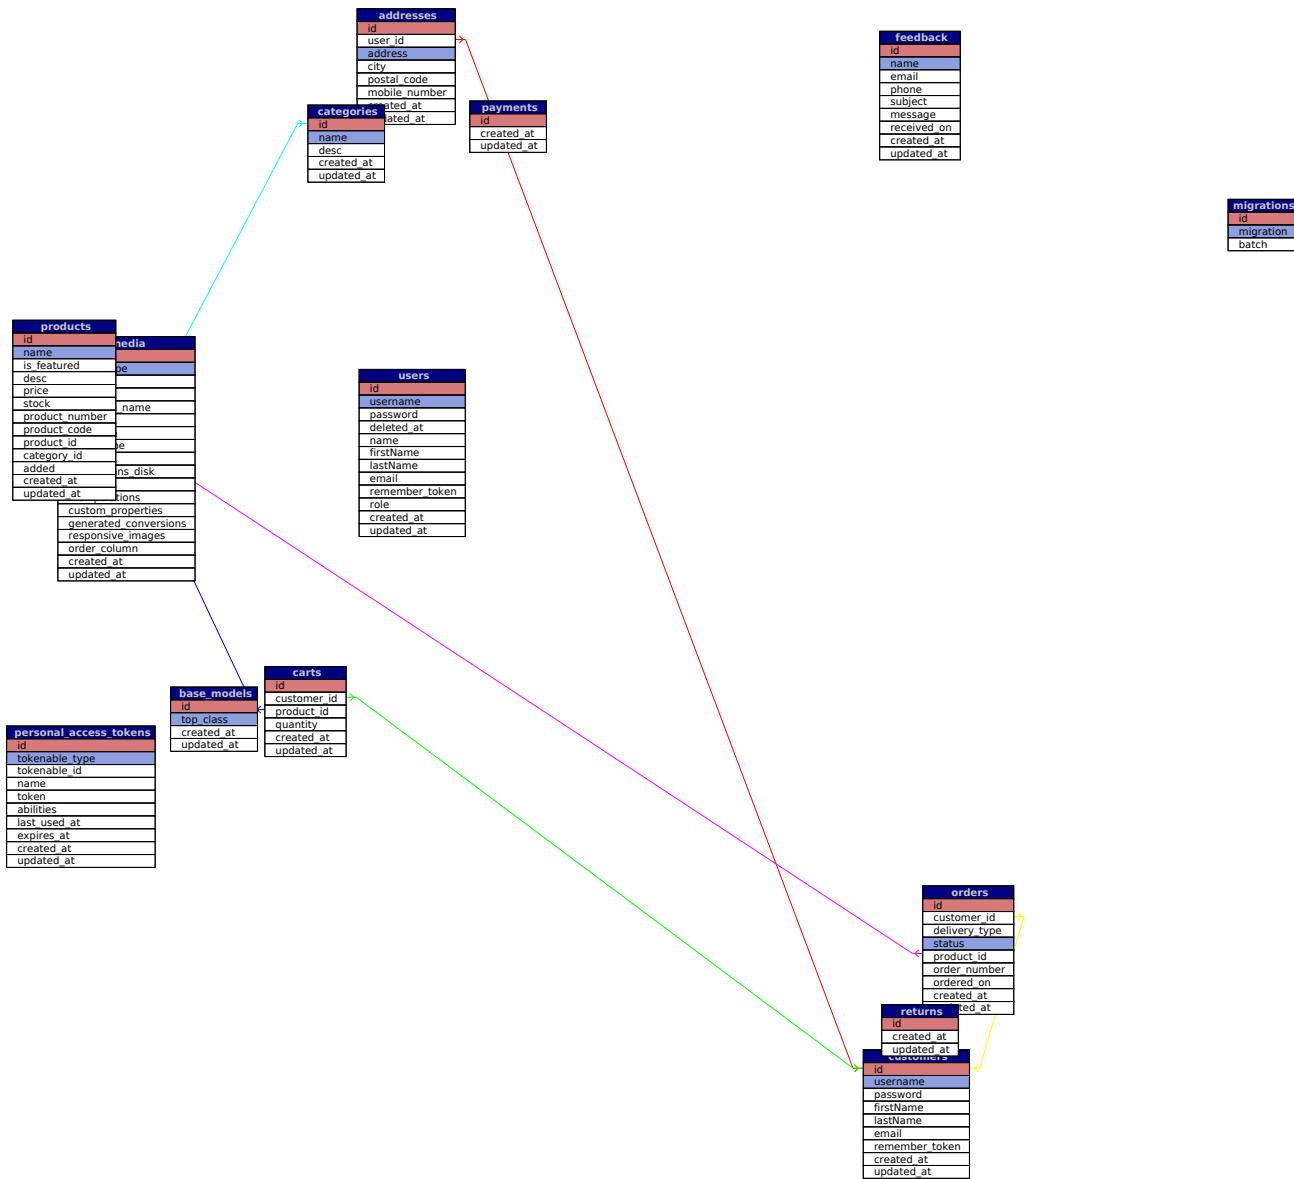 addresses
id
user_id
address
city
postal_code
mobile_number
categories
id
name
desc
created_at
updated_at
payments
id
created_at
updated_at
feedback
id
name
email
phone
subject
message
received_on
created_at
updated_at
migrations
id
migration
batch
products
id
name
is_featured
desc
price
stock
product_number
product_code
product_id
category_id
added
created_at
updated_at
custom_properties
generated_conversions
responsive_images
order_column
created_at
updated_at
users
id
username
password
deleted_at
name
firstName
lastName
email
remember_token
role
created_at
updated_at
carts
id
customer_id
product_id
quantity
created_at
updated_at
base_models
id
top_class
created_at
updated_at
personal_access_tokens
id
tokenable_type
tokenable_id
name
token
abilities
last_used_at
expires_at
created_at
updated_at
orders
id
customer_id
delivery_type
status
product_id
order_number
ordered_on
created_at
returns
id
created_at
updated_at
customers
id
username
password
firstName
lastName
email
remember_token
created_at
updated_at